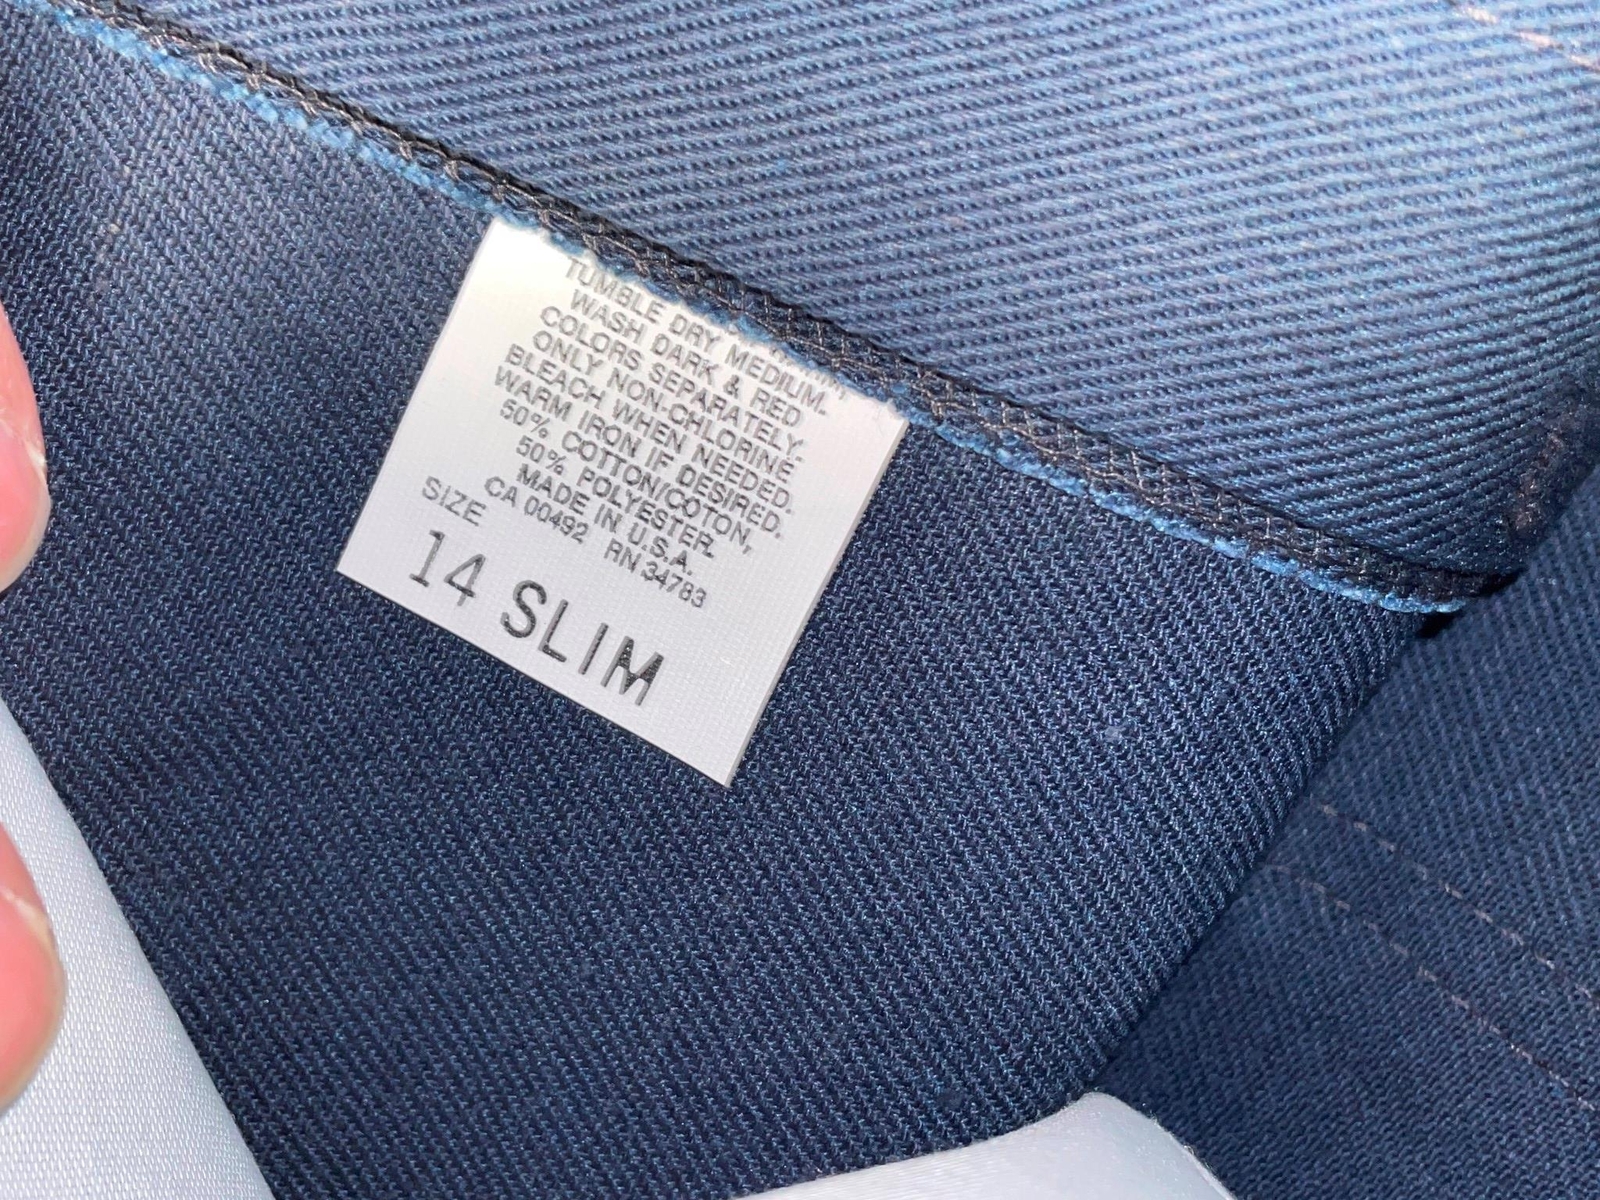 TUMBLE DRY MEDIUM.
WASH DARK & RED
COLORS SEPARATELY.
ONLY NON-CHLORINE
BLEACH WHEN NEEDED.
WARM IRON IF DESIRED.
50% COTTON/COTON,
50% POLYESTER.
MADE IN U.S.A.
CA 00492 RN 34783
SIZE
14 SLIM